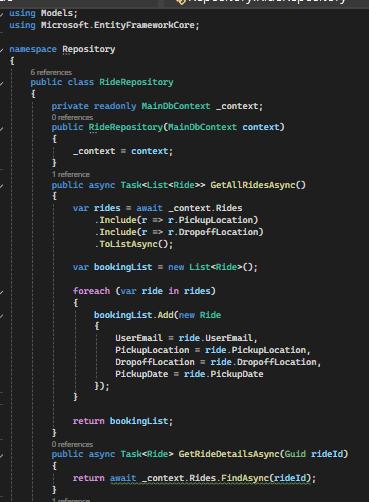 using Models;
using Microsoft.EntityFrameworkCore;
namespace Repository
{
6 references
public class RideRepository
{
private readonly MainDbContext _context;
0 references
public RideRepository(MainDbContext context)
{
_context = context;
}
1 reference
public async Task<List<Ride>> GetAllRidesAsync()
{
var rides = await _context.Rides
.Include(r => r.PickupLocation)
.Include(r => r.DropoffLocation)
.ToListAsync();
var bookingList = new List<Ride>();
foreach (var ride in rides)
{
bookingList.Add(new Ride
{
UserEmail = ride.UserEmail,
PickupLocation = ride.PickupLocation,
DropoffLocation = ride.DropoffLocation,
PickupDate = ride.PickupDate
});
}
return bookingList;
}
0 references
public async Task<Ride> GetRideDetailsAsync(Guid rideId)
{
return await _context.Rides.FindAsync(rideId);
}
1 reference